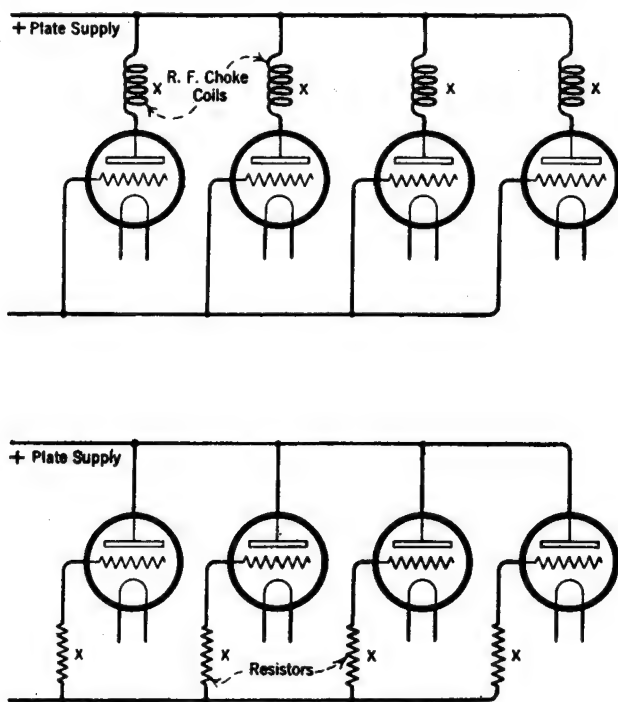 + Plate Supply
R. F. Choke
Coils
X
X
X
X
+ Plate Supply
X
X
X
X
Resistors